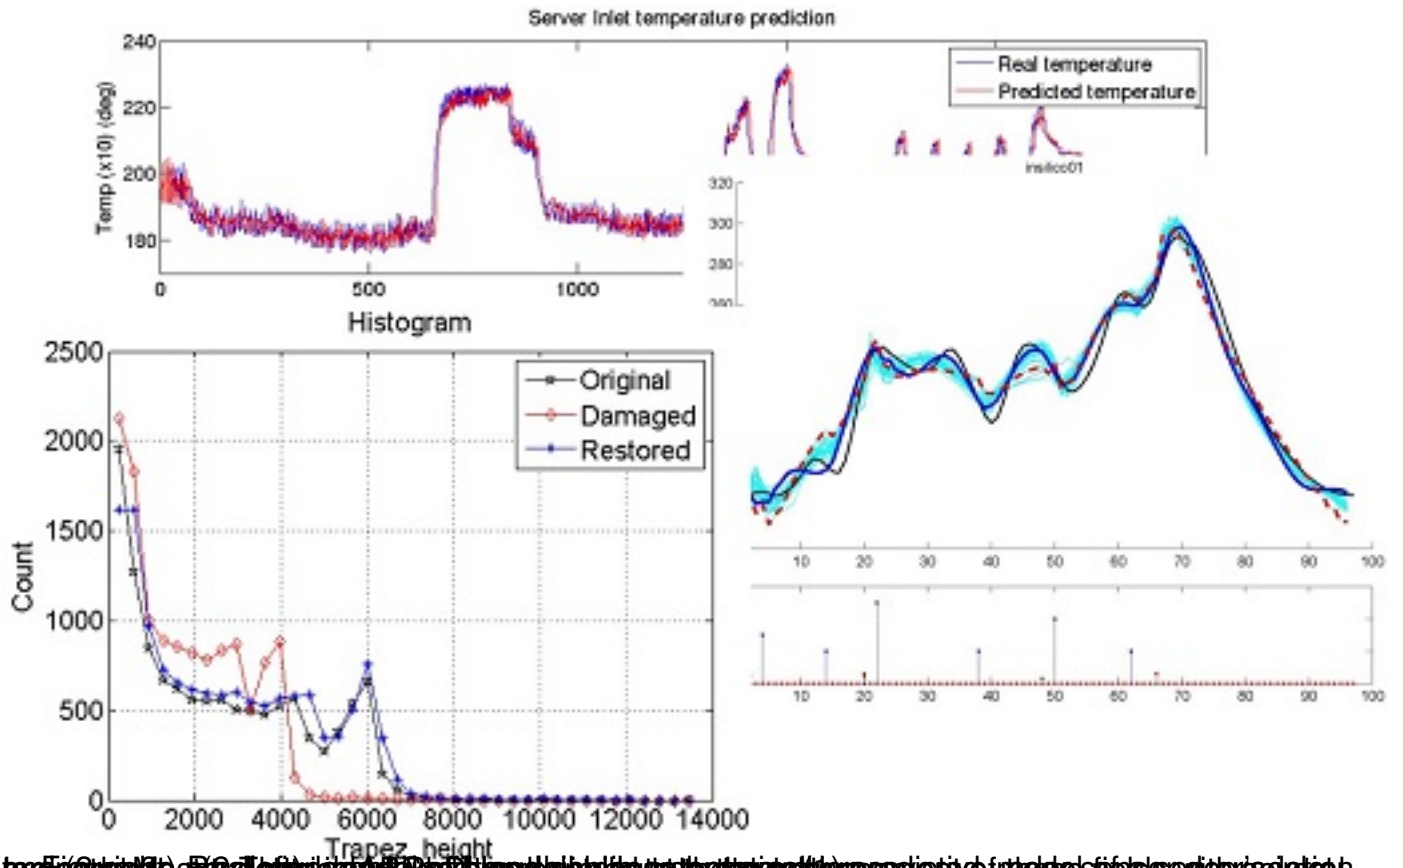 Server Inlet temperature prediction
240
220
200
190
180
Temp (x10) (deg)
0 500 1000
Real temperature
Predicted temperature
insilico01
320
300
280
10 20 30 40 50 60 70 80 90 100
10 20 30 40 50 60 70 80 90 100
Histogram
2500
2000
1500
1000
500
0
Count
Original
Damaged
Restored
0 2000 4000 6000 8000 10000 12000 14000
Trapez. height